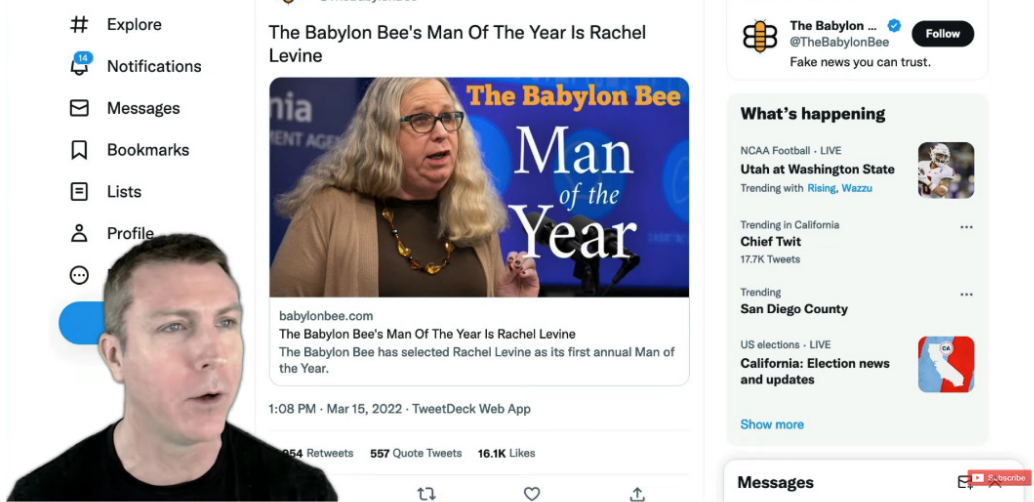 Explore
14
Notifications
Messages
Bookmarks
Lists
Profile
The Babylon Bee's Man Of The Year Is Rachel
Levine
nia
ENT AGE
The Babylon Bee
Man
of the
Year
babylonbee.com
The Babylon Bee's Man Of The Year Is Rachel Levine
The Babylon Bee has selected Rachel Levine as its first annual Man of
the Year.
1:08 PM · Mar 15, 2022 · TweetDeck Web App
954 Retweets 557 Quote Tweets 16.1K Likes
The Babylon ...
@TheBabylonBee
Follow
Fake news you can trust.
What's happening
NCAA Football · LIVE
Utah at Washington State
Trending with Rising, Wazzu
Trending in California
Chief Twit
17.7K Tweets
Trending
San Diego County
US elections · LIVE
California: Election news
and updates
CA
Show more
Messages
Subscribe